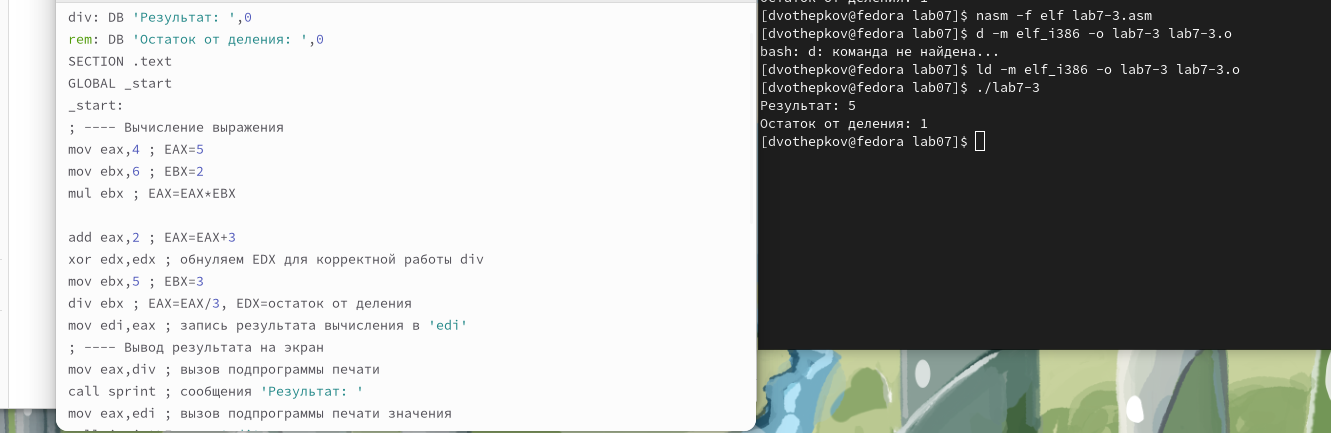 div: DB 'Результат: ',0
rem: DB 'Остаток от деления: ',0
SECTION .text
GLOBAL _start
_start:
; ---- Вычисление выражения
mov eax,4 ; EAX=5
mov ebx,6 ; EBX=2
mul ebx ; EAX=EAX*EBX
add eax,2 ; EAX=EAX+3
xor edx,edx ; обнуляем EDX для корректной работы div
mov ebx,5 ; EBX=3
div ebx ; EAX=EAX/3, EDX=остаток от деления
mov edi,eax ; запись результата вычисления в 'edi'
; ---- Вывод результата на экран
mov eax,div ; вызов подпрограммы печати
call sprint ; сообщения 'Результат: '
mov eax,edi ; вызов подпрограммы печати значения
[dvothepkov@fedora lab07]$ nasm -f elf lab7-3.asm
[dvothepkov@fedora lab07]$ d -m elf_i386 -o lab7-3 lab7-3.o
bash: d: команда не найдена...
[dvothepkov@fedora lab07]$ ld -m elf_i386 -o lab7-3 lab7-3.o
[dvothepkov@fedora lab07]$ ./lab7-3
Результат: 5
Остаток от деления: 1
[dvothepkov@fedora lab07]$